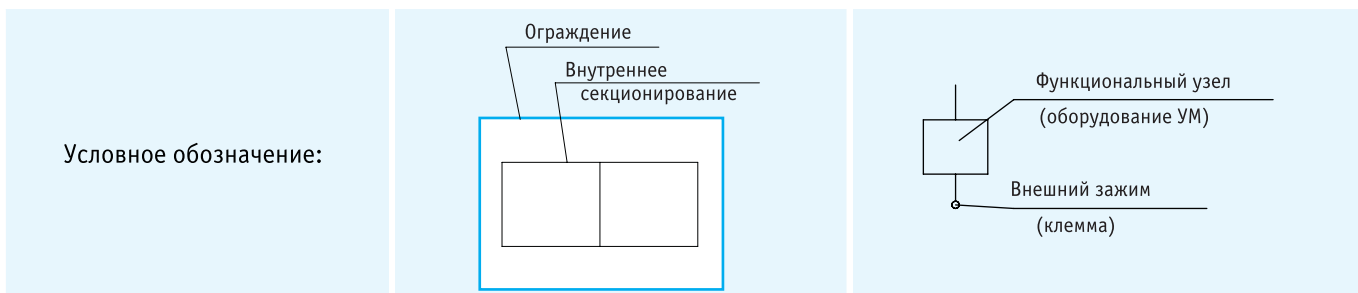 Условное обозначение:
Ограждение
Внутреннее
секционирование
Функциональный узел
(оборудование УМ)
Внешний зажим
(клемма)